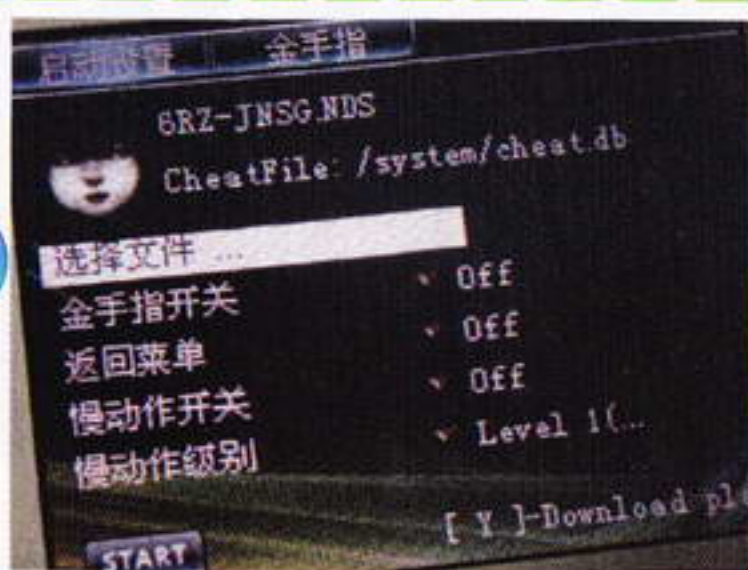 启动设置 金手指
6RZ-JNSG.NDS
CheatFile: /system/cheat.db
选择文件 ...
金手指开关 Off
返回菜单 Off
慢动作开关 Off
慢动作级别 Level 1(...
[ Y ]-Download pl
START